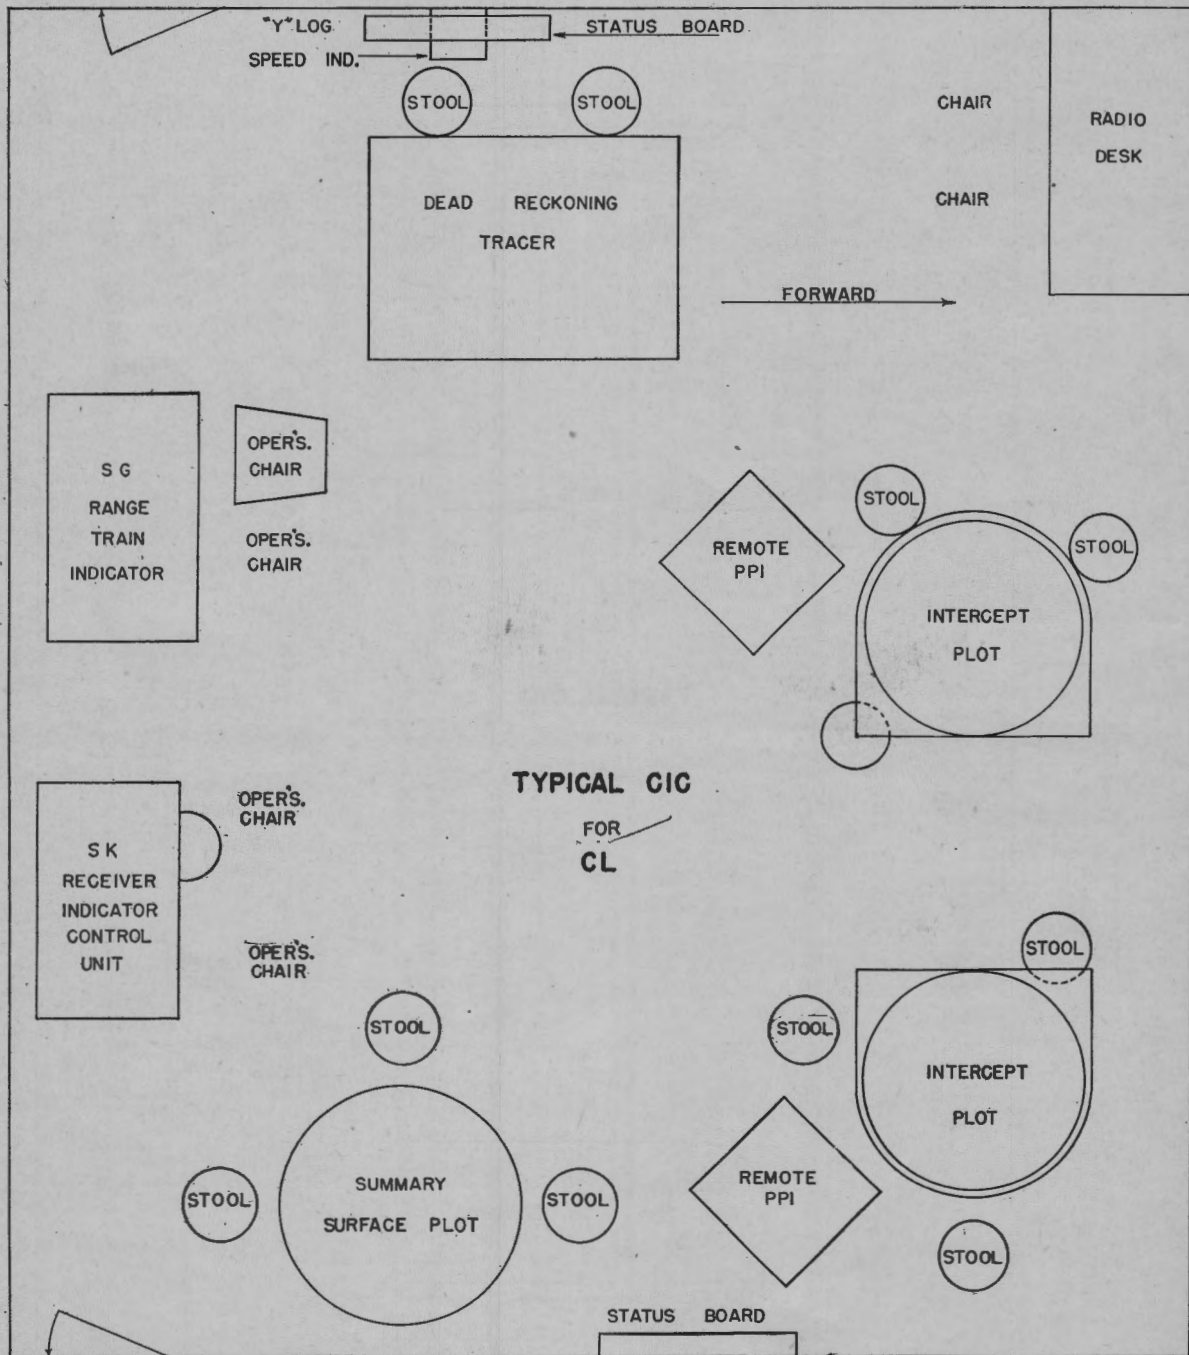 "Y" LOG
STATUS BOARD
SPEED IND.
STOOL
STOOL
CHAIR
RADIO
DESK
CHAIR
DEAD RECKONING
TRACER
FORWARD
OPER'S.
CHAIR
SG
RANGE
TRAIN
INDICATOR
OPER'S.
CHAIR
STOOL
STOOL
REMOTE
PPI
INTERCEPT
PLOT
TYPICAL CIC
FOR
CL
OPER'S.
CHAIR
SK
RECEIVER
INDICATOR
CONTROL
UNIT
OPER'S.
CHAIR
STOOL
STOOL
STOOL
INTERCEPT
PLOT
SUMMARY
SURFACE PLOT
STOOL
STOOL
REMOTE
PPI
STOOL
STATUS BOARD